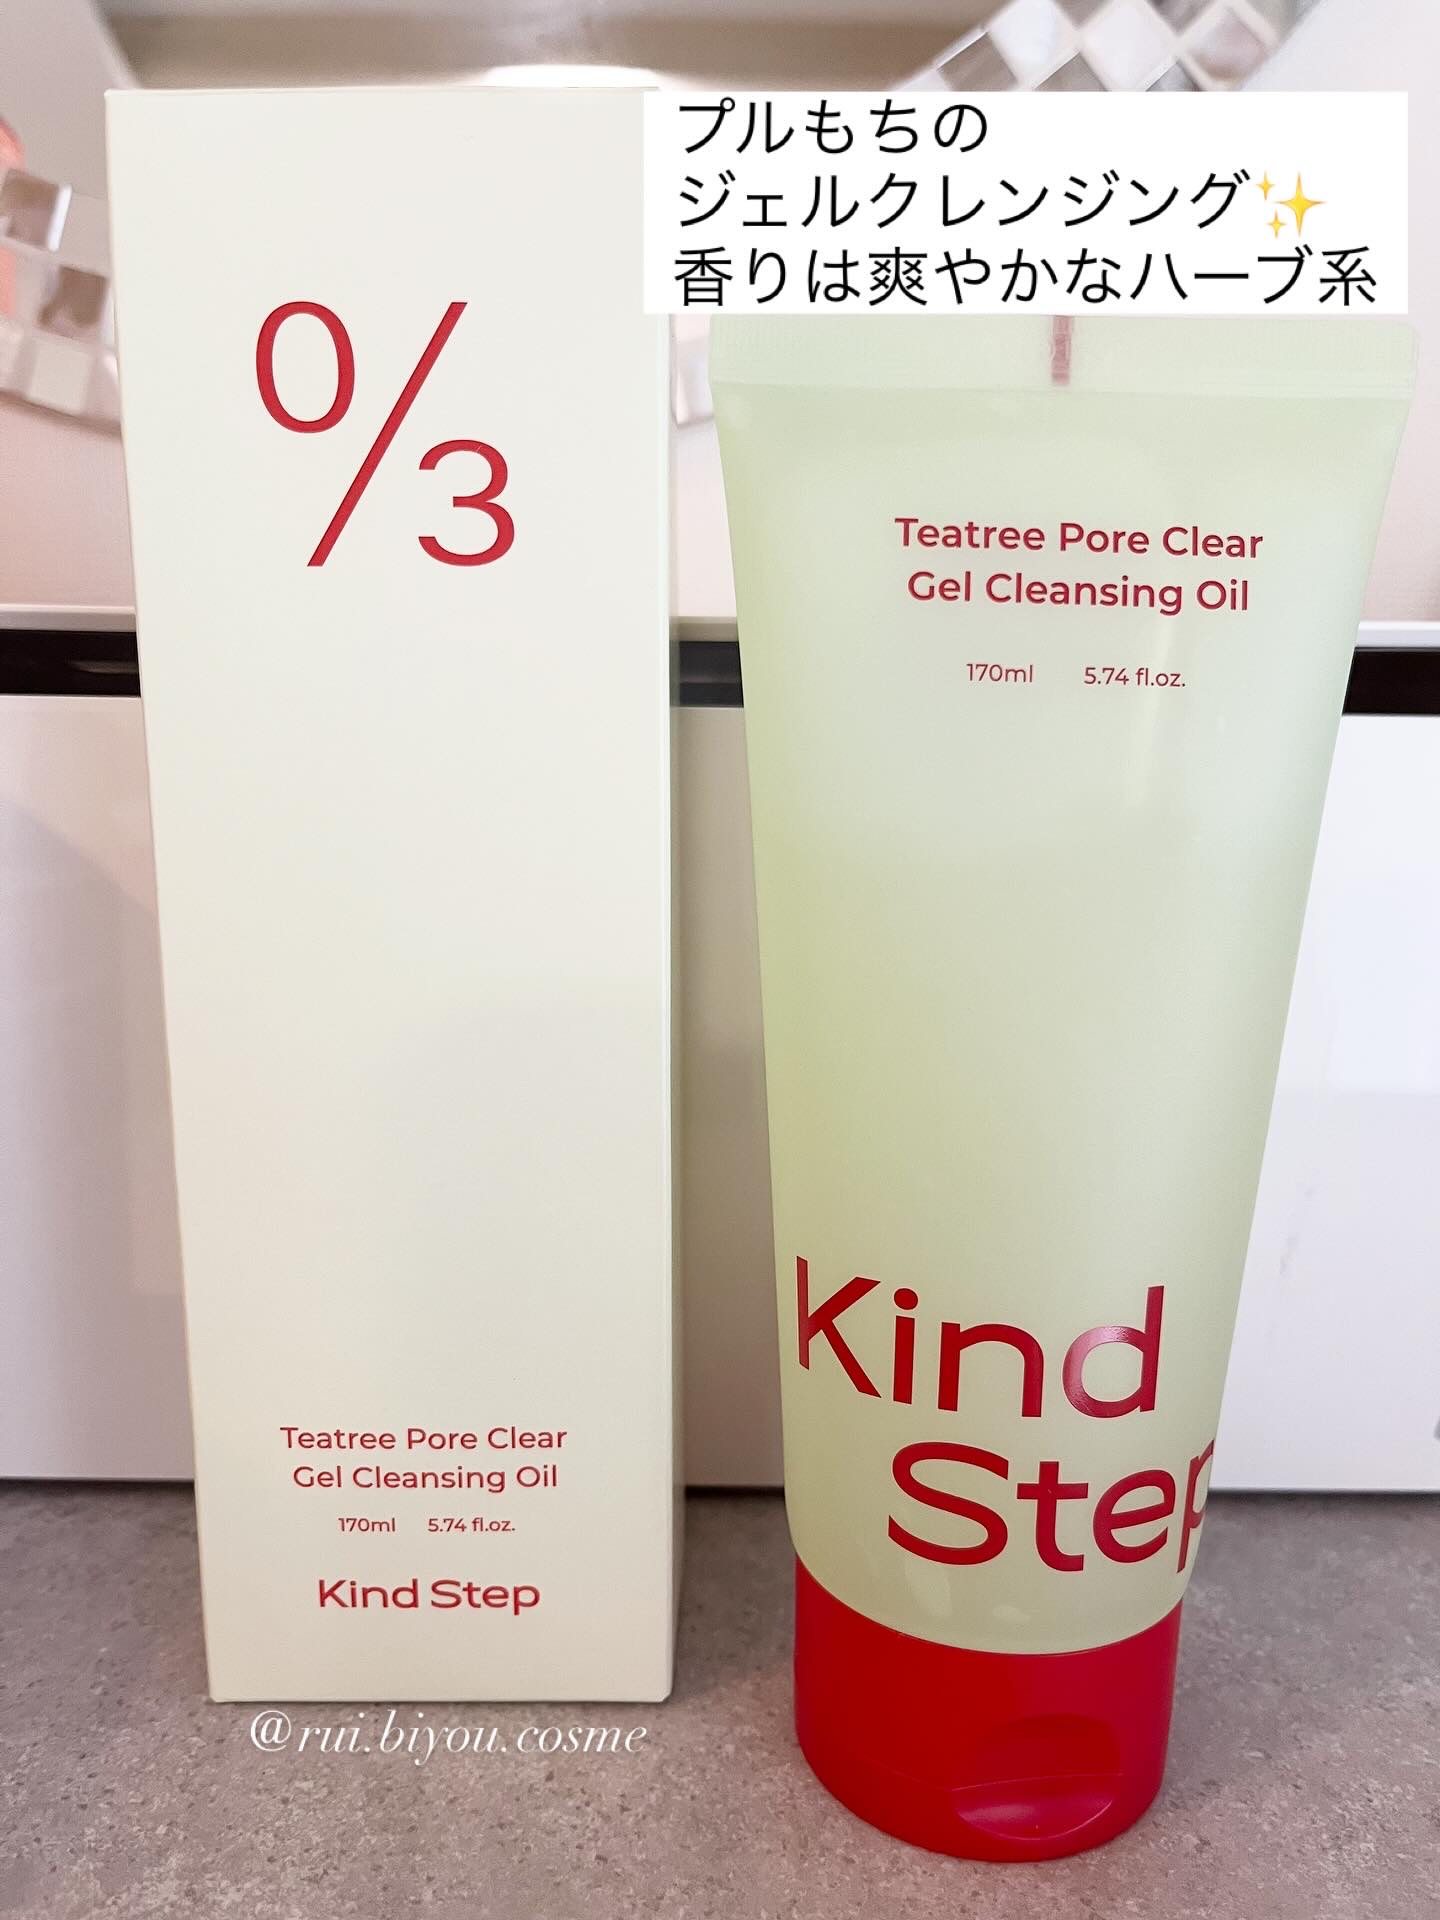 プルもちの
ジェルクレンジング✨
香りは爽やかなハーブ系
0/3
Teatree Pore Clear
Gel Cleansing Oil
170ml 5.74 fl.oz.
Kind Step
Teatree Pore Clear
Gel Cleansing Oil
170ml 5.74 fl.oz.
Kind
Step
@rui.biyou.cosme